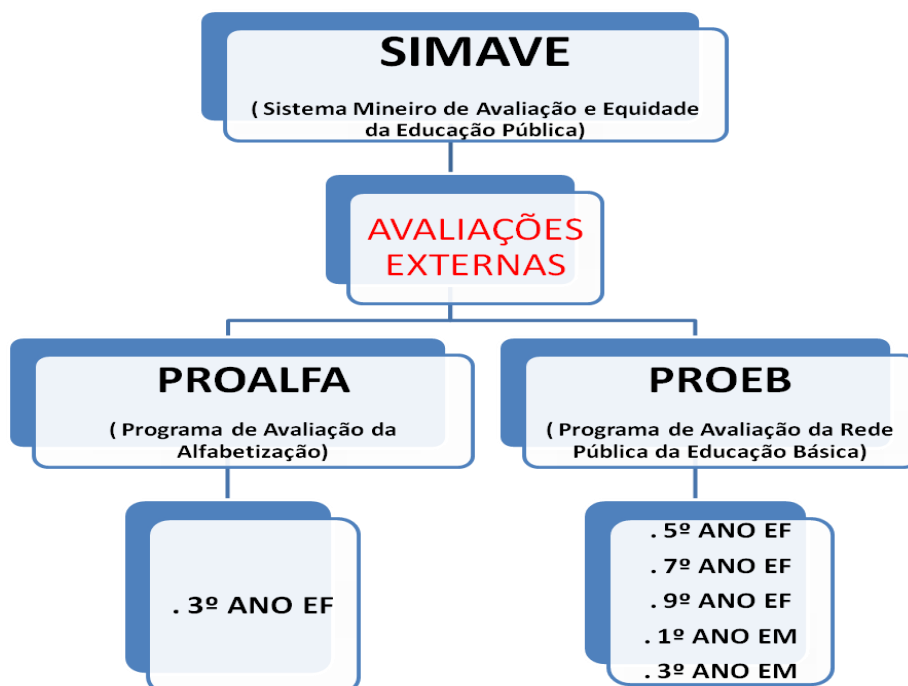 SIMAVE
( Sistema Mineiro de Avaliação e Equidade
da Educação Pública)
AVALIAÇÕES
EXTERNAS
PROALFA
( Programa de Avaliação da
Alfabetização)
PROEB
( Programa de Avaliação da Rede
Pública da Educação Básica)
. 3º ANO EF
. 5º ANO EF
. 7º ANO EF
. 9º ANO EF
. 1º ANO EM
. 3º ANO EM